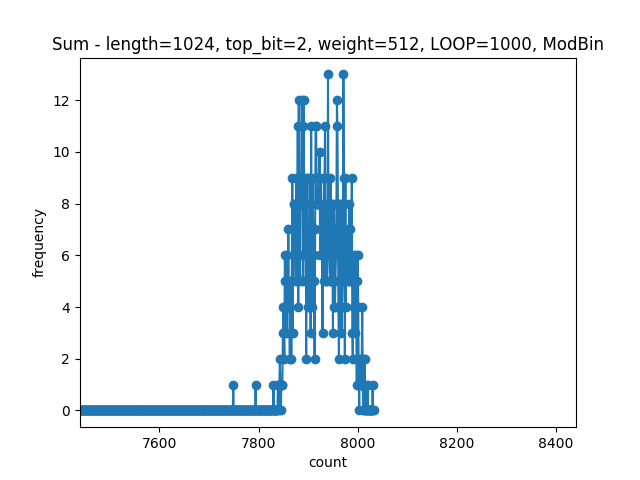 Sum - length=1024, top_bit=2, weight=512, LOOP=1000, ModBin
12
10
8
6
4
2
0
frequency
7600 7800 8000 8200 8400
count